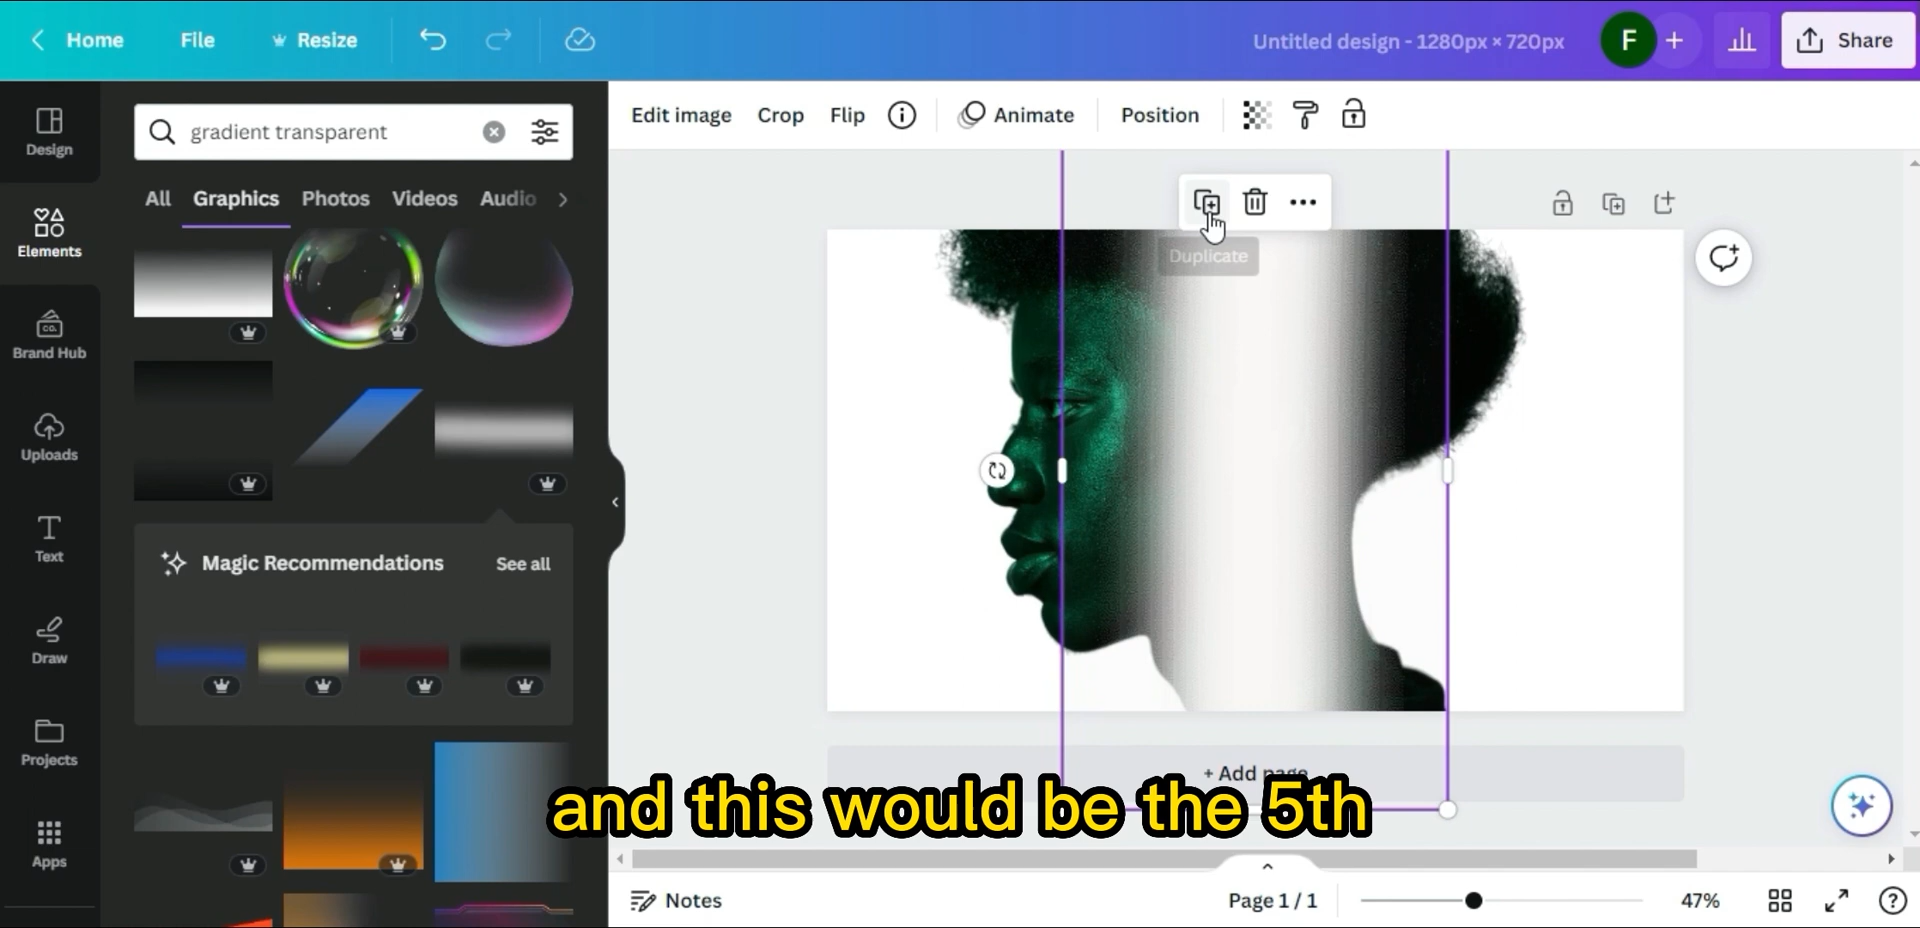 Home File Resize Untitled design - 1280px × 720px F + Share
Design
Elements
Brand Hub
CO.
Uploads
Text
Draw
Projects
Apps
gradient transparent
All Graphics Photos Videos Audio
Magic Recommendations See all
Edit image Crop Flip Animate Position
Duplicate
+ Add page
and this would be the 5th
Notes Page 1 / 1 47%